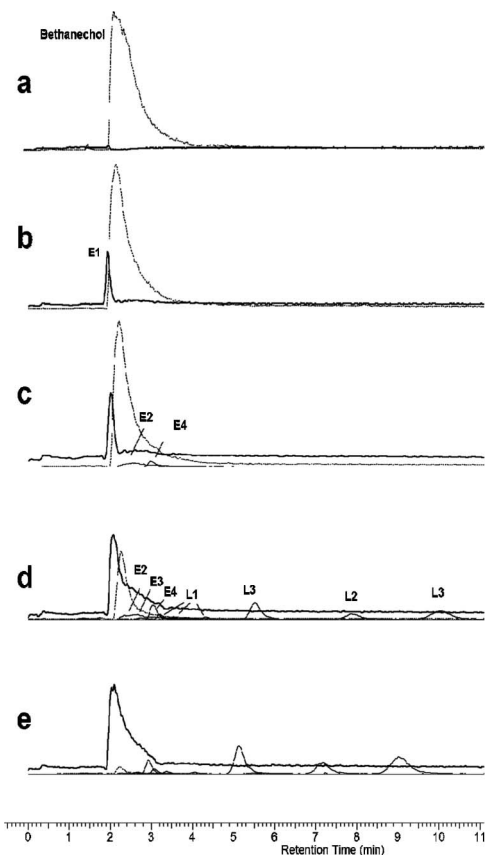 Bethanechol
a
b
E1
c
E2
E4
d
E2
E3
E4
L1
L3
L2
L3
e
0 1 2 3 4 5 6 7 8 9 10 11
Retention Time (min)